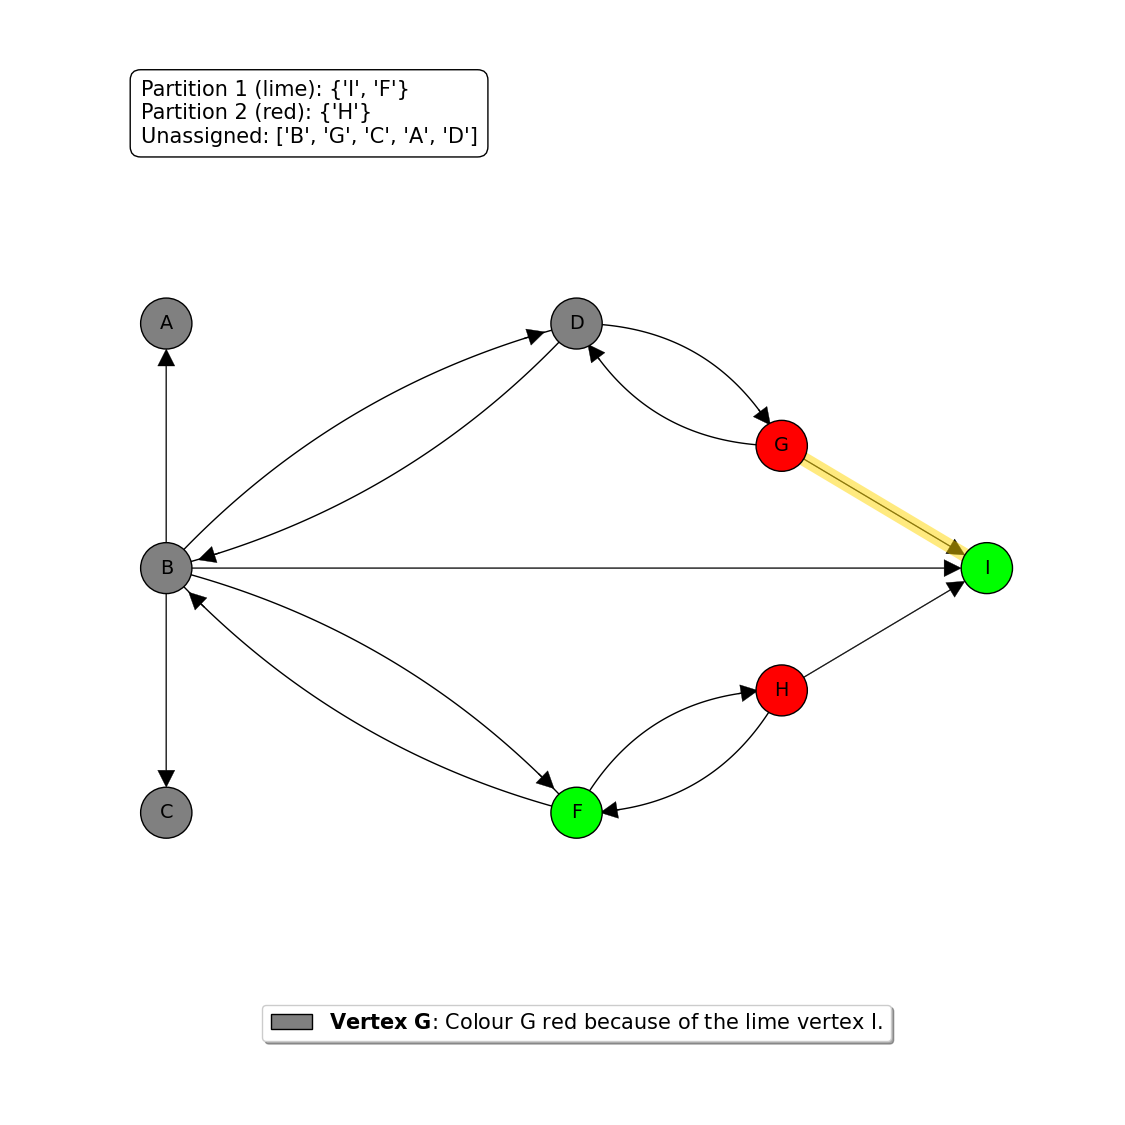 Partition 1 (lime): {'I', 'F'}
Partition 2 (red): {'H'}
Unassigned: ['B', 'G', 'C', 'A', 'D']
A
D
G
B
I
H
C
F
Vertex G: Colour G red because of the lime vertex I.